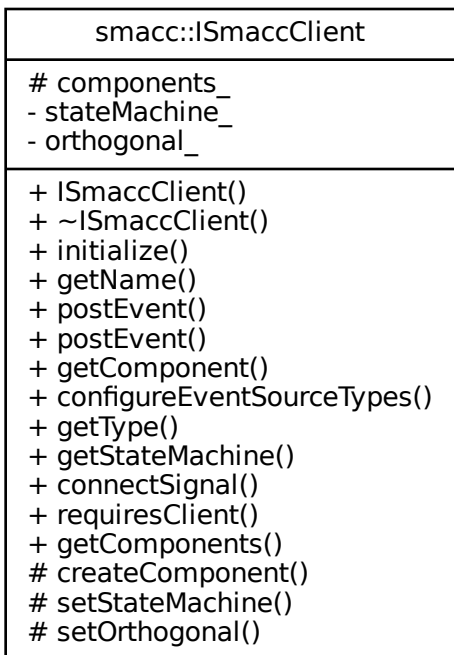 smacc::ISmaccClient
# components_
- stateMachine_
- orthogonal_
+ ISmaccClient()
+ ~ISmaccClient()
+ initialize()
+ getName()
+ postEvent()
+ postEvent()
+ getComponent()
+ configureEventSourceTypes()
+ getType()
+ getStateMachine()
+ connectSignal()
+ requiresClient()
+ getComponents()
# createComponent()
# setStateMachine()
# setOrthogonal()